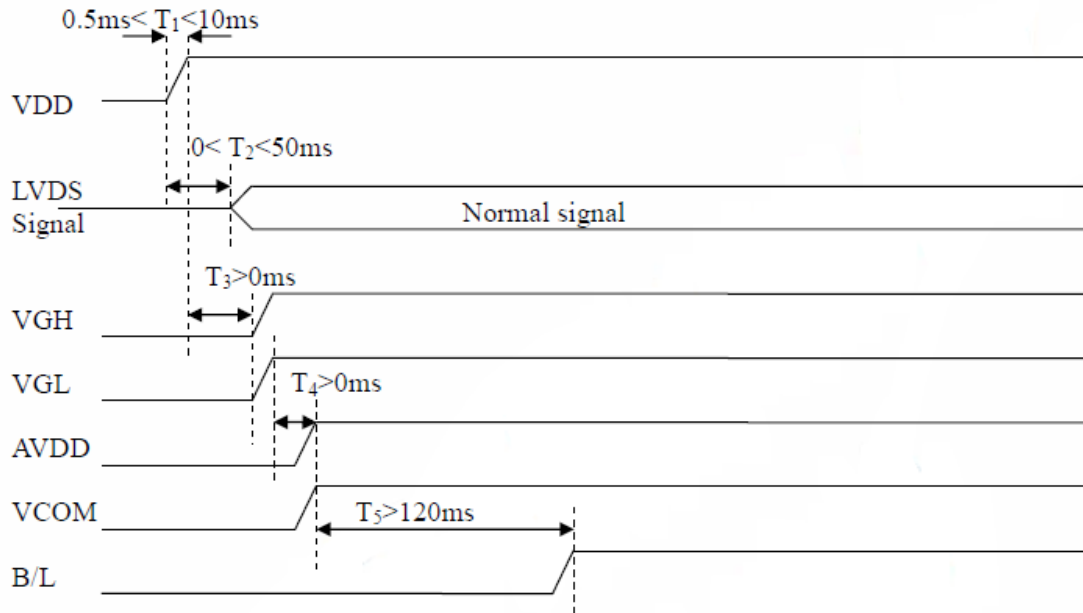 0.5ms< T₁<10ms
VDD
0< T₂<50ms
LVDS
Signal
Normal signal
T₃>0ms
VGH
VGL
T₄>0ms
AVDD
VCOM
T₅>120ms
B/L